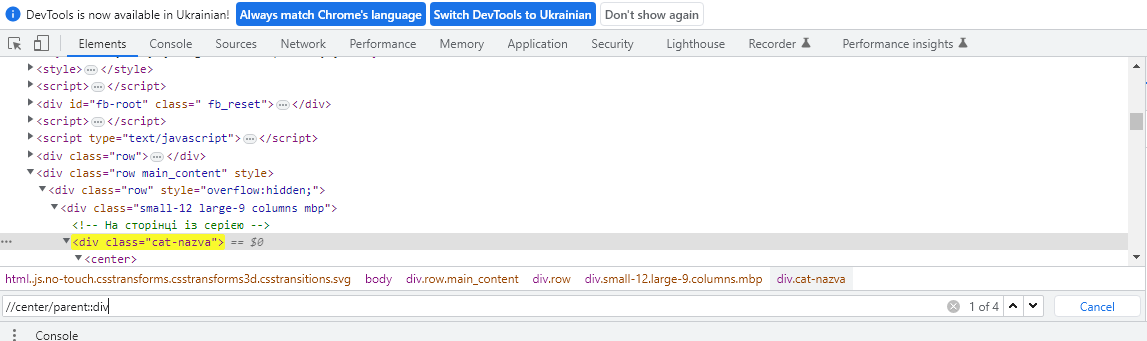 DevTools is now available in Ukrainian! Always match Chrome's language Switch DevTools to Ukrainian Don't show again
Elements Console Sources Network Performance Memory Application Security Lighthouse Recorder Performance insights
<style>…</style>
<script>…</script>
<div id="fb-root" class=" fb_reset">…</div>
<script>…</script>
<script type="text/javascript">…</script>
<div class="row">…</div>
<div class="row main_content" style>
<div class="row" style="overflow:hidden;">
<div class="small-12 large-9 columns mbp">
<!-- На сторінці із серією -->
… <div class="cat-nazva"> == $0
<center>
html..js.no-touch.csstransforms.csstransforms3d.csstransitions.svg body div.row.main_content div.row div.small-12.large-9.columns.mbp div.cat-nazva
//center/parent::div 1 of 4 Cancel
Console